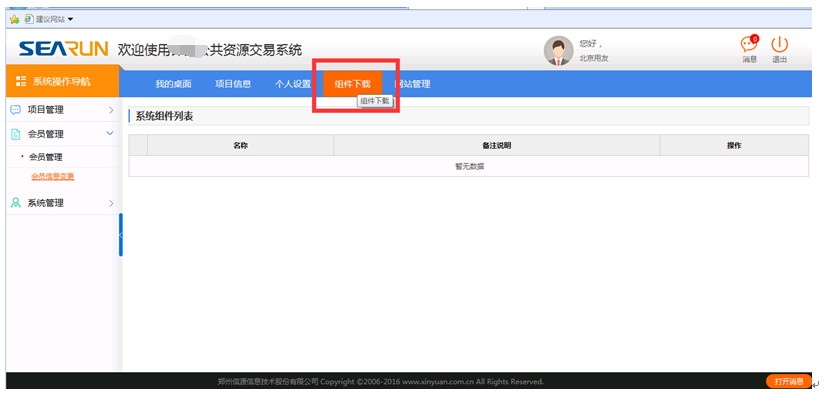 建议网站
SEARUN 欢迎使用 公共资源交易系统
您好，
北京用友
0
消息 退出
系统操作导航
我的桌面 项目信息 个人设置 组件下载 网站管理
组件下载
项目管理
会员管理
会员管理
会员信息变更
系统管理
系统组件列表
名称 备注说明 操作
暂无数据
郑州信源信息技术股份有限公司 Copyright ©2006-2016 www.xinyuan.com.cn All Rights Reserved.
打开消息